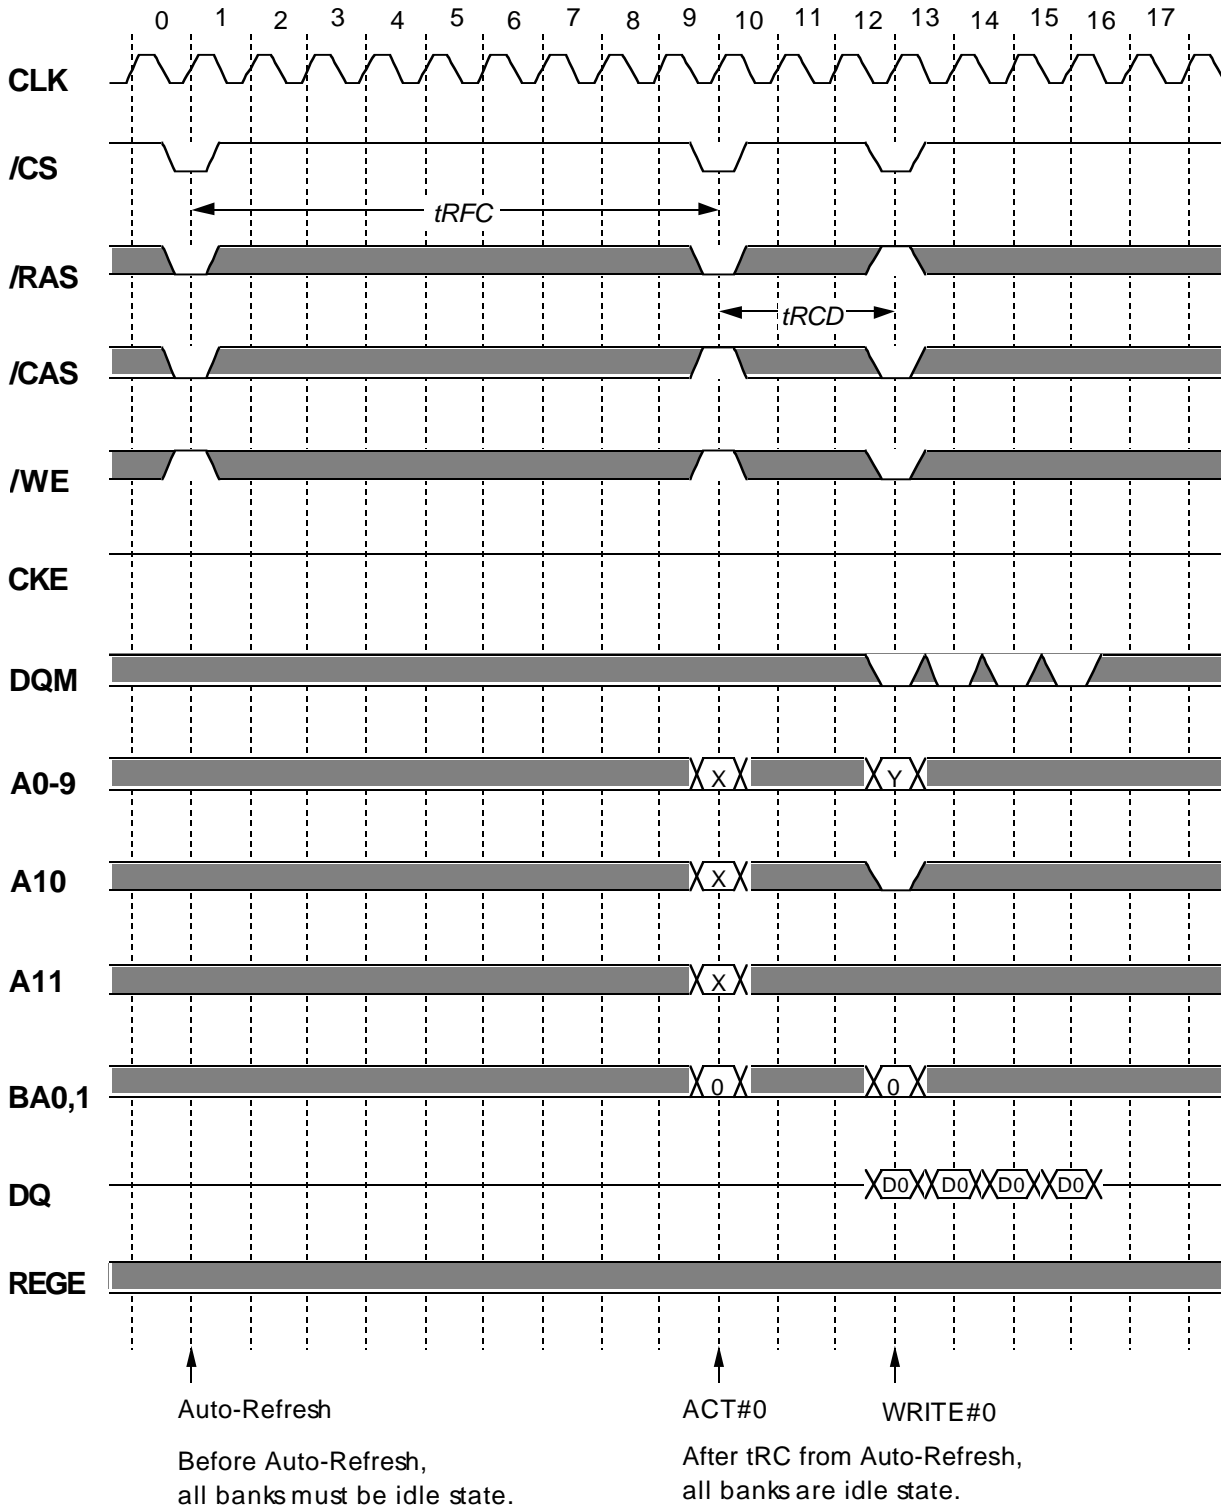 0 1 2 3 4 5 6 7 8 9 10 11 12 13 14 15 16 17
CLK
/CS
tRFC
/RAS
tRCD
/CAS
/WE
CKE
DQM
A0-9 X Y
A10 X
A11 X
BA0,1 0 0
DQ D0 D0 D0 D0
REGE
Auto-Refresh ACT#0 WRITE#0
Before Auto-Refresh,
all banks must be idle state.
After tRC from Auto-Refresh,
all banks are idle state.